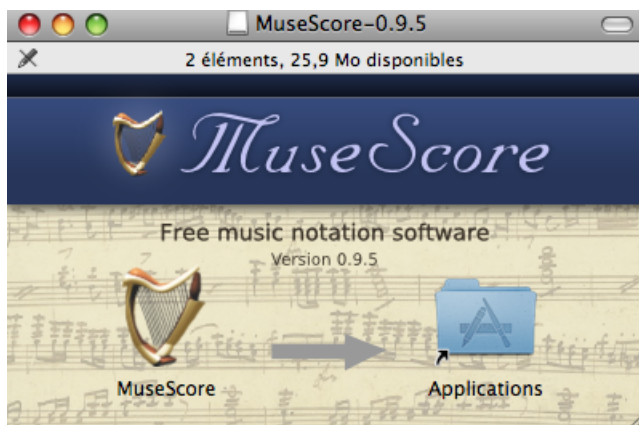 MuseScore-0.9.5
2 éléments, 25,9 Mo disponibles
MuseScore
Free music notation software
Version 0.9.5
MuseScore
Applications